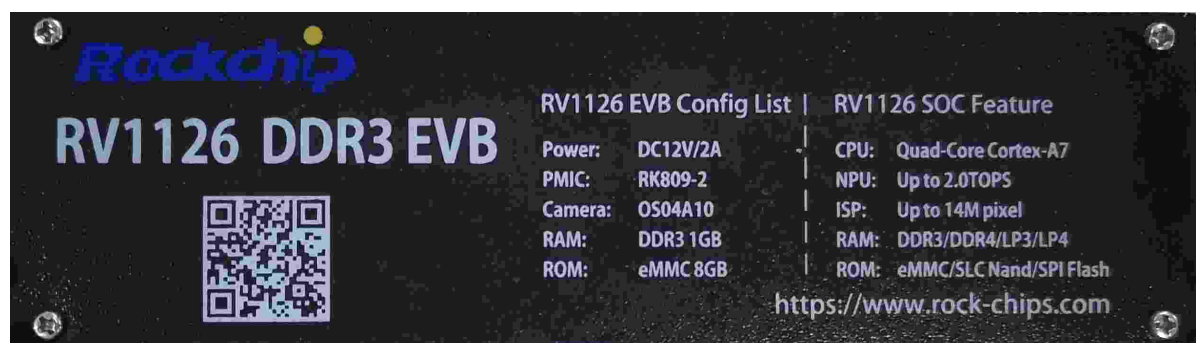 Rockchip
RV1126 DDR3 EVB
RV1126 EVB Config List
Power: DC12V/2A
PMIC: RK809-2
Camera: OS04A10
RAM: DDR3 1GB
ROM: eMMC 8GB
RV1126 SOC Feature
CPU: Quad-Core Cortex-A7
NPU: Up to 2.0TOPS
ISP: Up to 14M pixel
RAM: DDR3/DDR4/LP3/LP4
ROM: eMMC/SLC Nand/SPI Flash
https://www.rock-chips.com